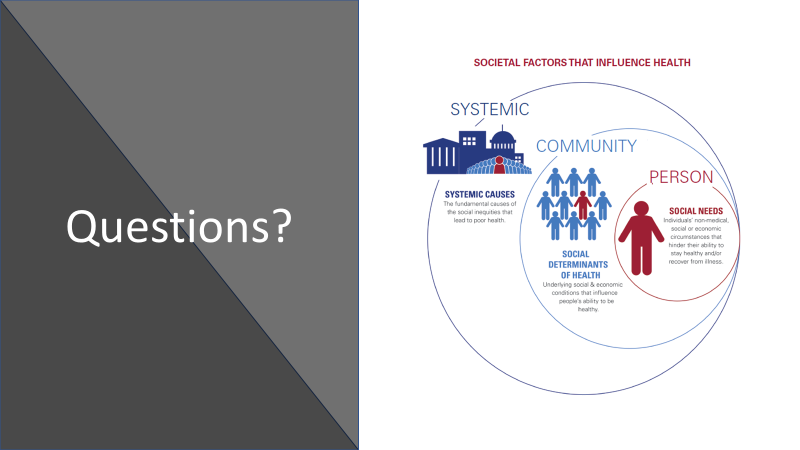 Questions?
SOCIETAL FACTORS THAT INFLUENCE HEALTH
SYSTEMIC
SYSTEMIC CAUSES
The fundamental causes of
the social inequities that
lead to poor health.
COMMUNITY
SOCIAL
DETERMINANTS
OF HEALTH
Underlying social & economic
conditions that influence
people's ability to be
healthy.
PERSON
SOCIAL NEEDS
Individuals' non-medical,
social or economic
circumstances that
hinder their ability to
stay healthy and/or
recover from illness.